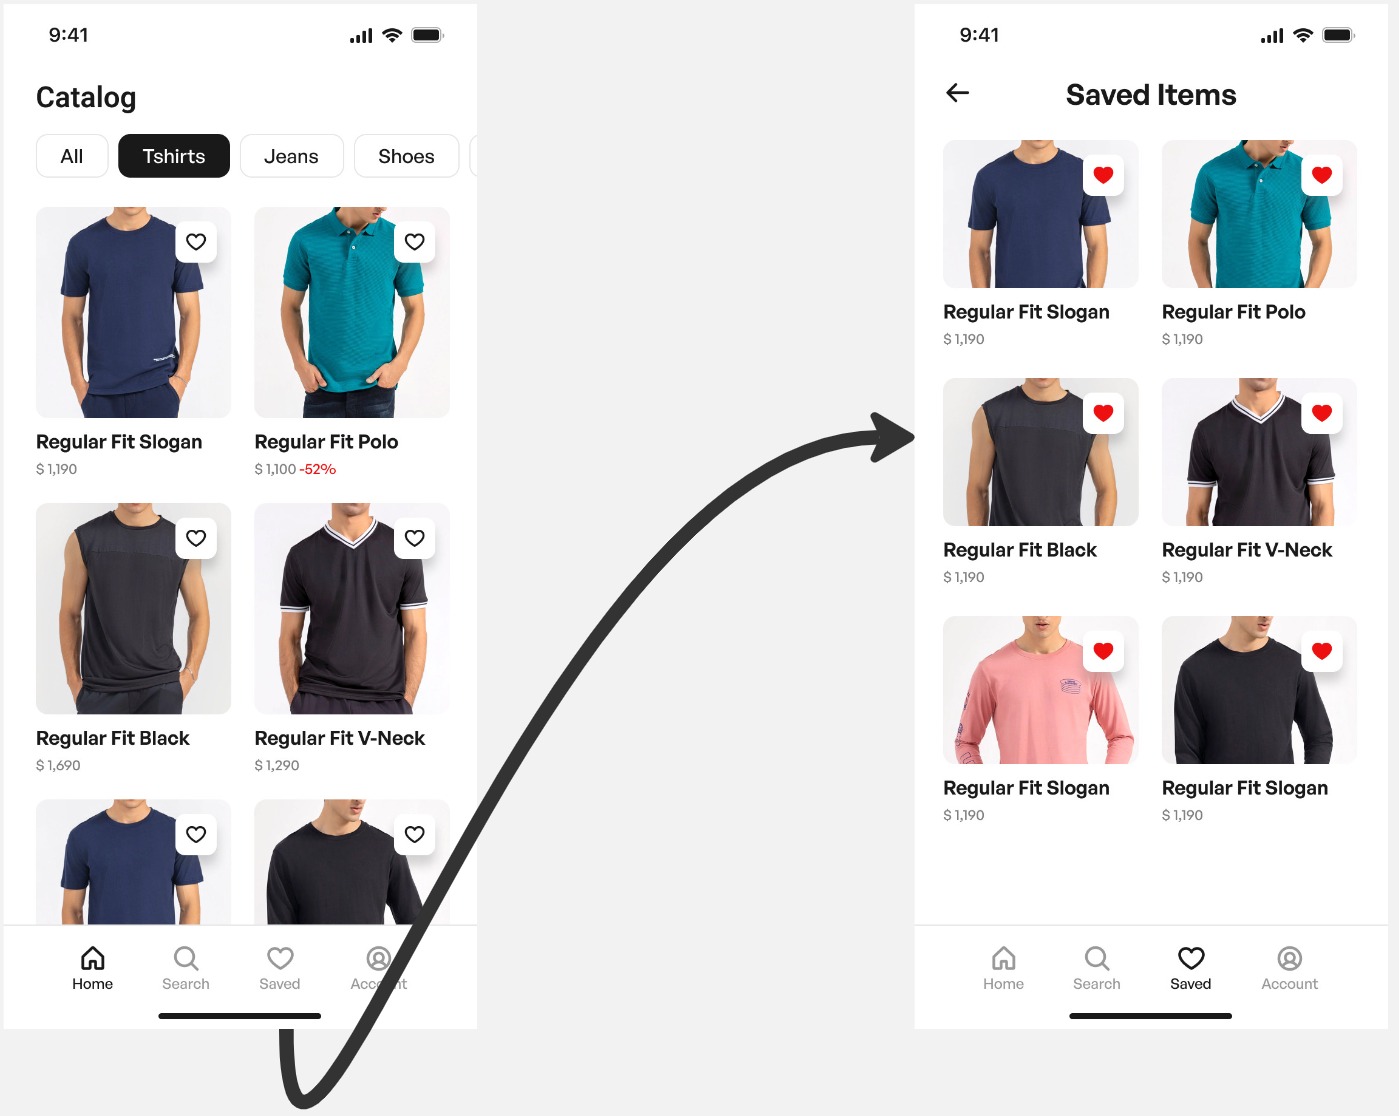 9:41
Catalog
All
Tshirts
Jeans
Shoes
Regular Fit Slogan
$ 1,190
Regular Fit Polo
$ 1,100 -52%
Regular Fit Black
$ 1,690
Regular Fit V-Neck
$ 1,290
Home
Search
Saved
9:41
Saved Items
Regular Fit Slogan
$ 1,190
Regular Fit Polo
$ 1,190
Regular Fit Black
$ 1,190
Regular Fit V-Neck
$ 1,190
Regular Fit Slogan
$ 1,190
Regular Fit Slogan
$ 1,190
Home
Search
Saved
Account